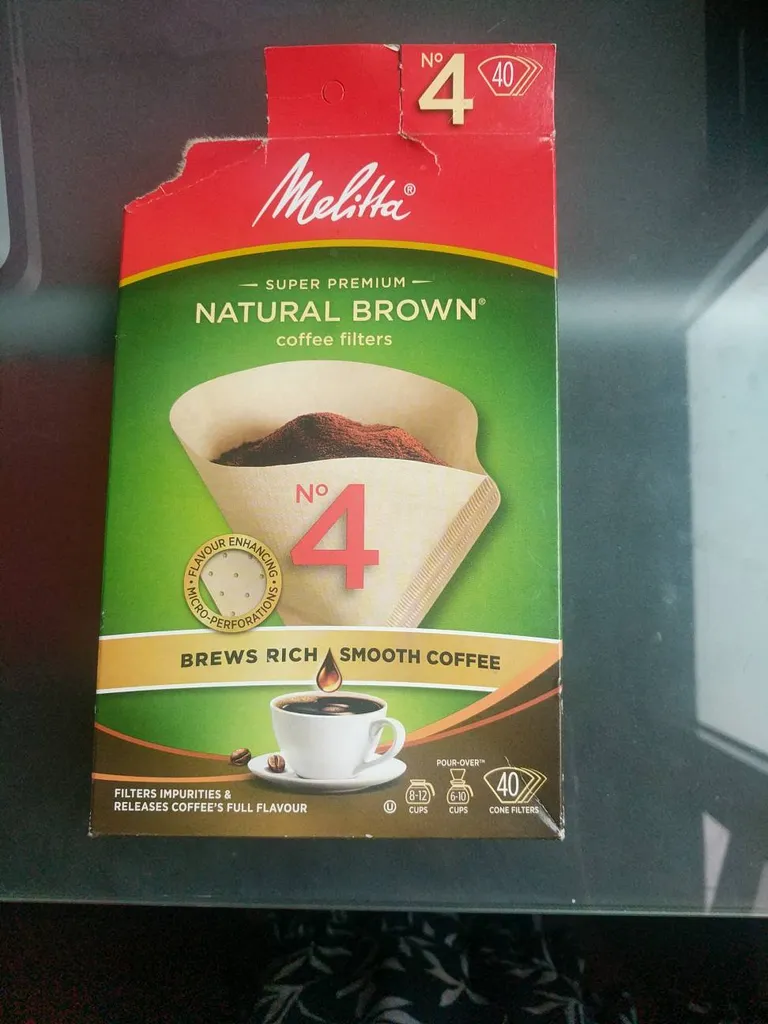 Nº 4 40
Melitta®
SUPER PREMIUM
NATURAL BROWN®
coffee filters
Nº 4
FLAVOUR ENHANCING
• MICRO-PERFORATIONS •
BREWS RICH SMOOTH COFFEE
POUR-OVER™
FILTERS IMPURITIES &
RELEASES COFFEE'S FULL FLAVOUR
U
8-12
CUPS
6-10
CUPS
40
CONE FILTERS